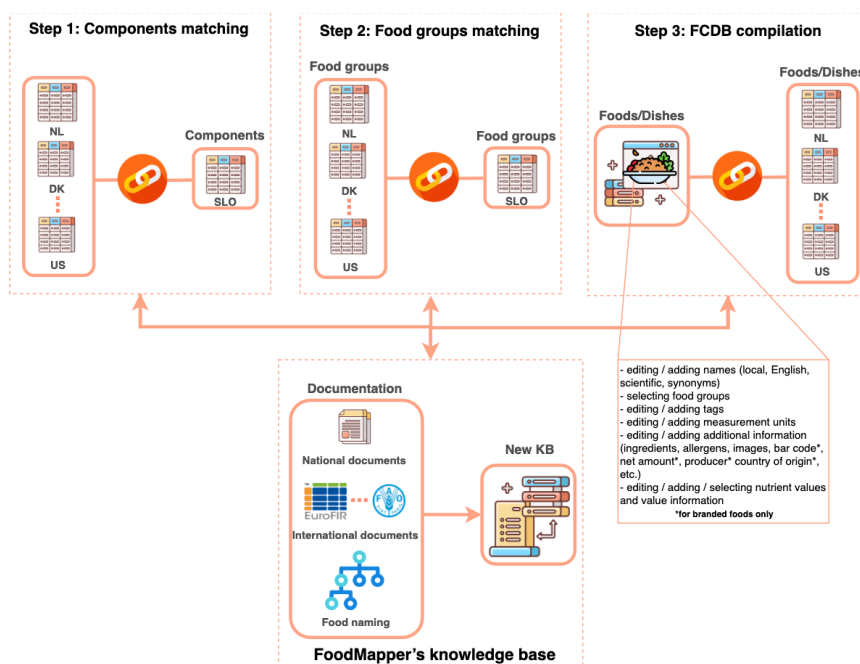 Step 1: Components matching
NL
DK
US
Components
SLO
Step 2: Food groups matching
Food groups
NL
DK
US
Food groups
SLO
Step 3: FCDB compilation
Foods/Dishes
Foods/Dishes
NL
DK
US
- editing / adding names (local, English,
scientific, synonyms)
- selecting food groups
- editing / adding tags
- editing / adding measurement units
- editing / adding additional information
(ingredients, allergens, images, bar code*,
net amount*, producer* country of origin*,
etc.)
- editing / adding / selecting nutrient values
and value information
*for branded foods only
Documentation
National documents
EuroFIR
FAO
International documents
Food naming
New KB
FoodMapper's knowledge base